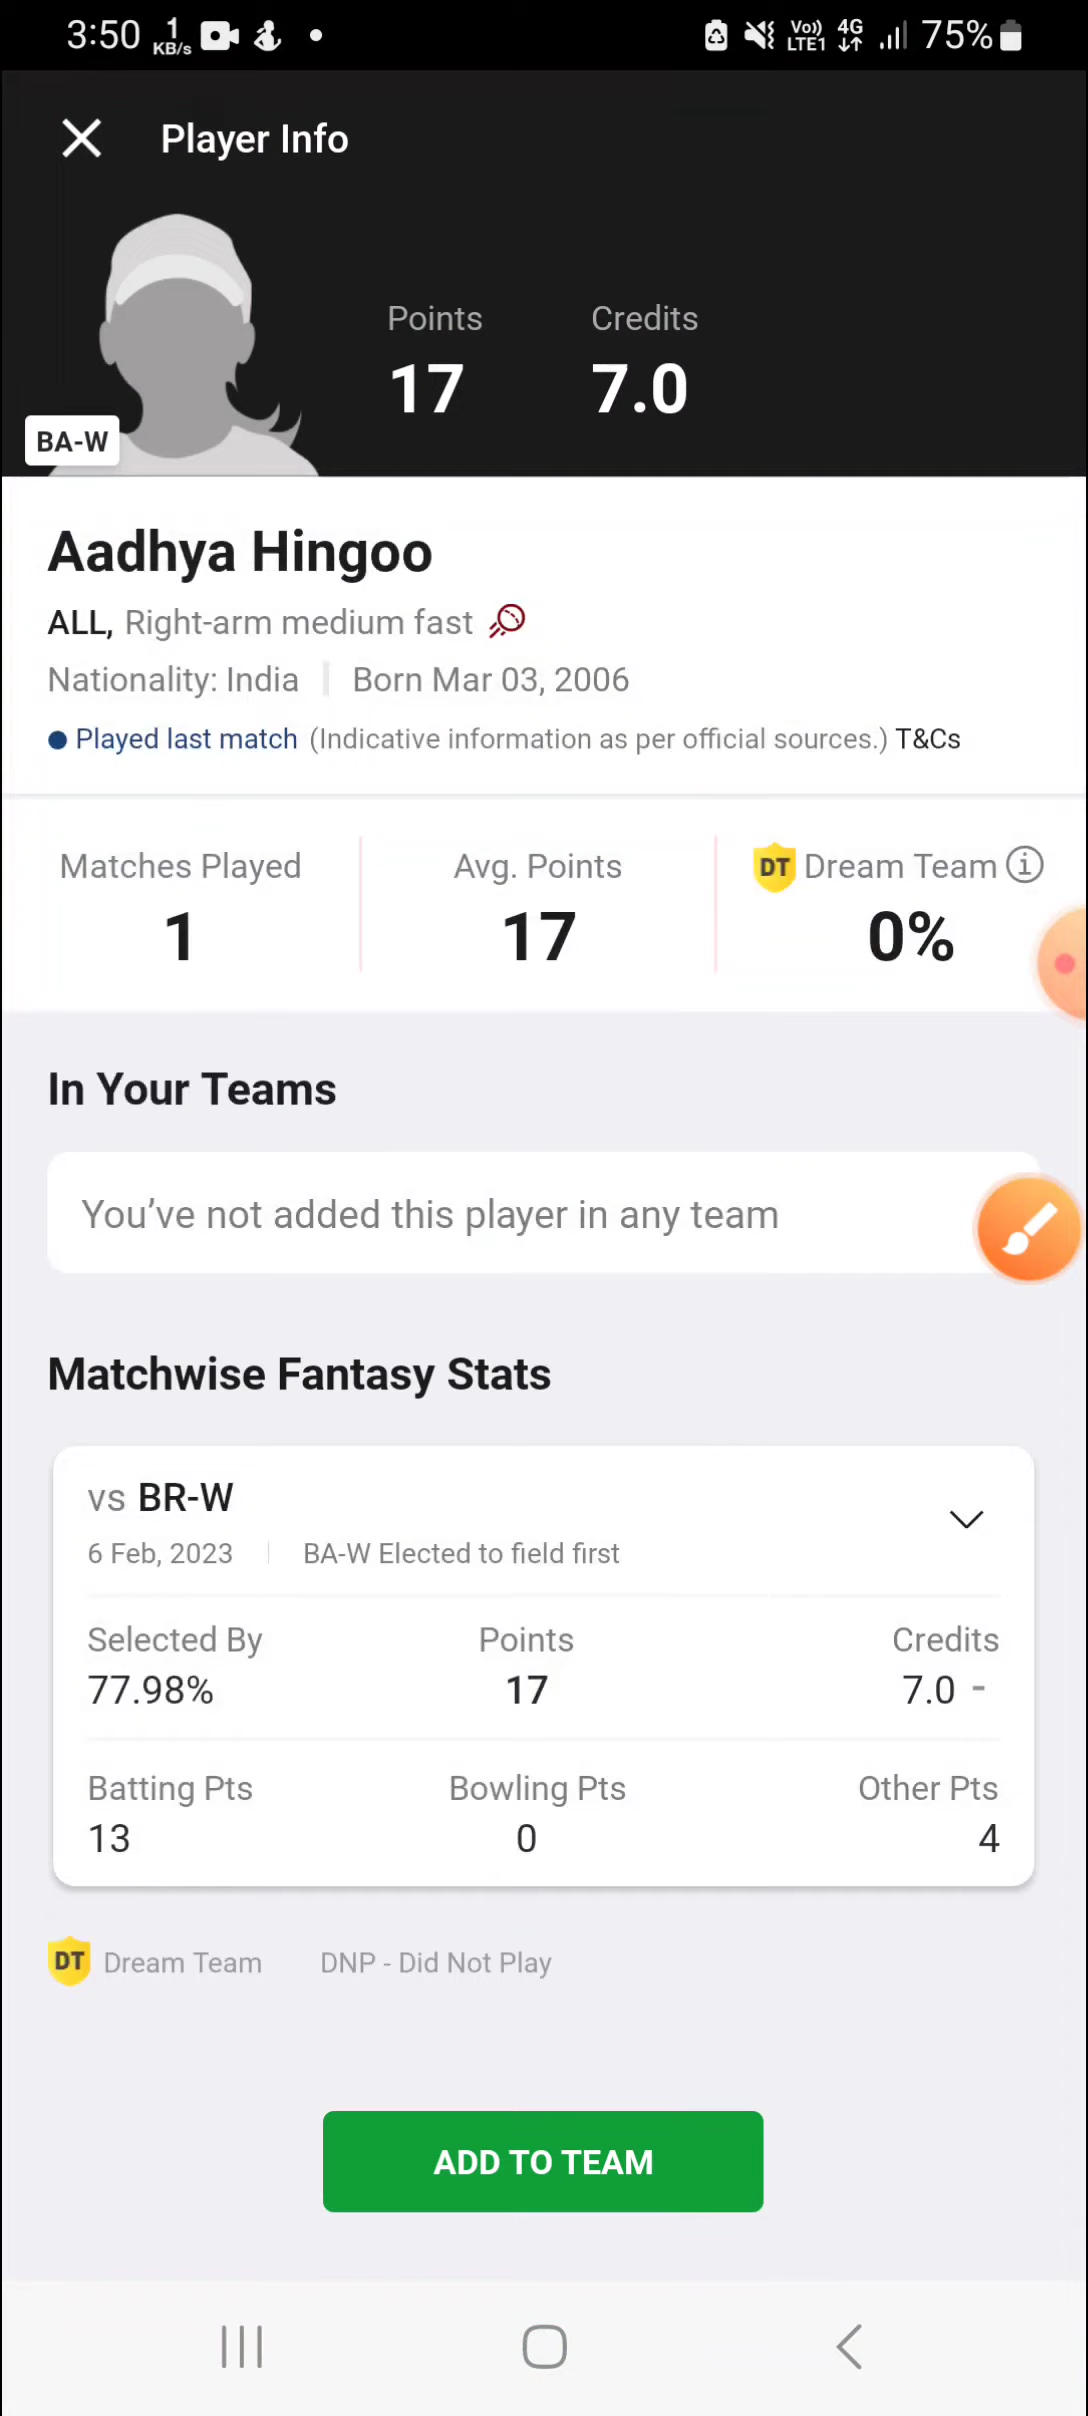 3:50 1 KB/s Vo)) LTE1 4G 75%
Player Info
Points Credits
17 7.0
BA-W
Aadhya Hingoo
ALL, Right-arm medium fast
Nationality: India Born Mar 03, 2006
Played last match (Indicative information as per official sources.) T&Cs
Matches Played Avg. Points DT Dream Team i
1 17 0%
In Your Teams
You’ve not added this player in any team
Matchwise Fantasy Stats
vs BR-W
6 Feb, 2023 BA-W Elected to field first
Selected By Points Credits
77.98% 17 7.0 -
Batting Pts Bowling Pts Other Pts
13 0 4
DT Dream Team DNP - Did Not Play
ADD TO TEAM